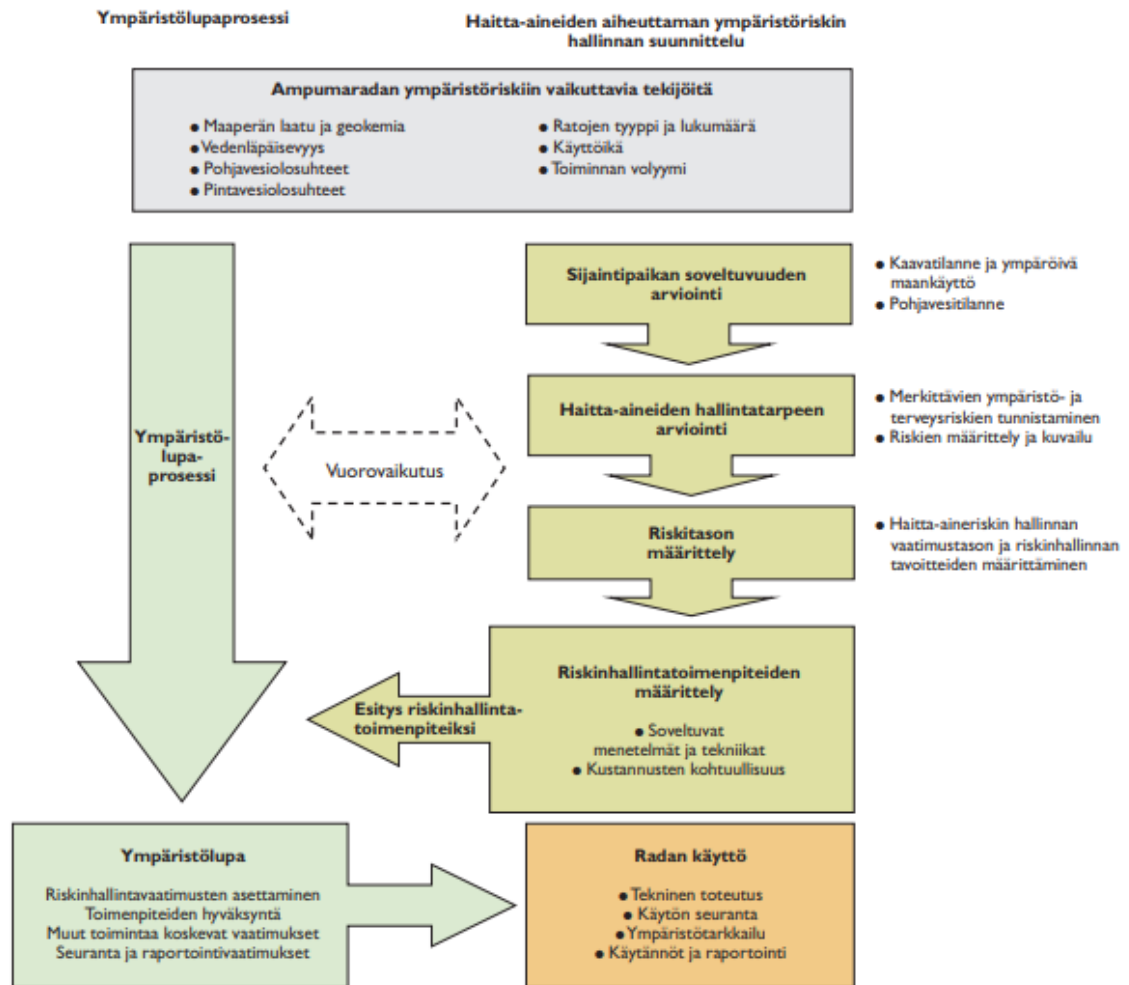 Ympäristölupaprosessi
Haitta-aineiden aiheuttaman ympäristöriskin
hallinnan suunnittelu
Ampumaradan ympäristöriskiin vaikuttavia tekijöitä
● Maaperän laatu ja geokemia
● Vedenläpäisevyys
● Pohjavesiolosuhteet
● Pintavesiolosuhteet
● Ratojen tyyppi ja lukumäärä
● Käyttöikä
● Toiminnan volyymi
Sijaintipaikan soveltuvuuden
arviointi
● Kaavatilanne ja ympäröivä
maankäyttö
● Pohjavesitilanne
Haitta-aineiden hallintatarpeen
arviointi
● Merkittävien ympäristö- ja
terveysriskien tunnistaminen
● Riskien määrittely ja kuvailu
Ympäristö-
lupa-
prosessi
Vuorovaikutus
Riskitason
määrittely
● Haitta-aineriskin hallinnan
vaatimustason ja riskinhallinnan
tavoitteiden määrittäminen
Riskinhallintatoimenpiteiden
määrittely
● Soveltuvat
menetelmät ja tekniikat
● Kustannusten kohtuullisuus
Esitys riskinhallinta-
toimenpiteiksi
Ympäristölupa
Riskinhallintavaatimusten asettaminen
Toimenpiteiden hyväksyntä
Muut toimintaa koskevat vaatimukset
Seuranta ja raportointivaatimukset
Radan käyttö
● Tekninen toteutus
● Käytön seuranta
● Ympäristötarkkailu
● Käytännöt ja raportointi